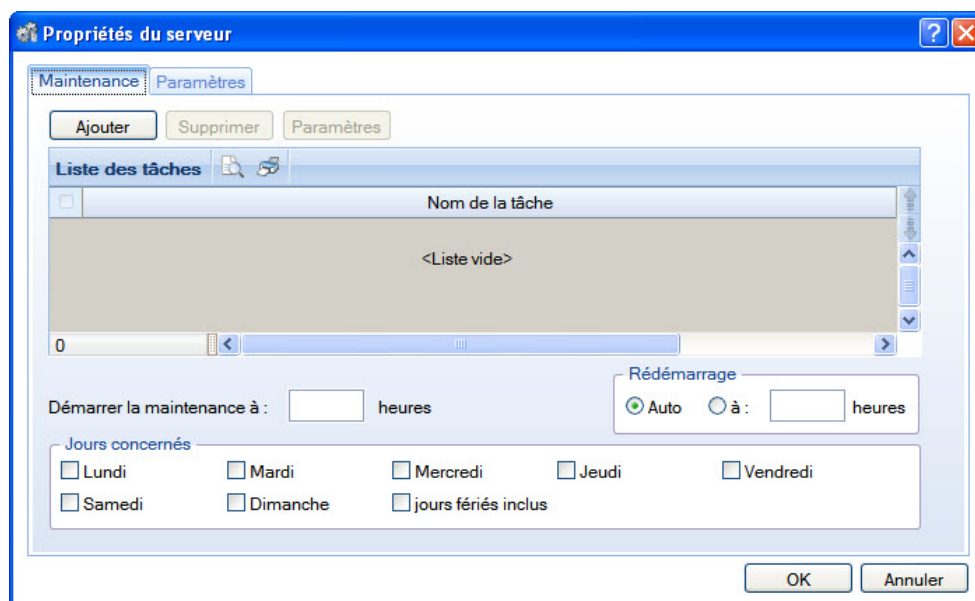 Propriétés du serveur
Maintenance Paramètres
Ajouter Supprimer Paramètres
Liste des tâches
Nom de la tâche
<Liste vide>
0
Rédémarrage
Démarrer la maintenance à : heures Auto à : heures
Jours concernés
Lundi Mardi Mercredi Jeudi Vendredi
Samedi Dimanche jours fériés inclus
OK Annuler